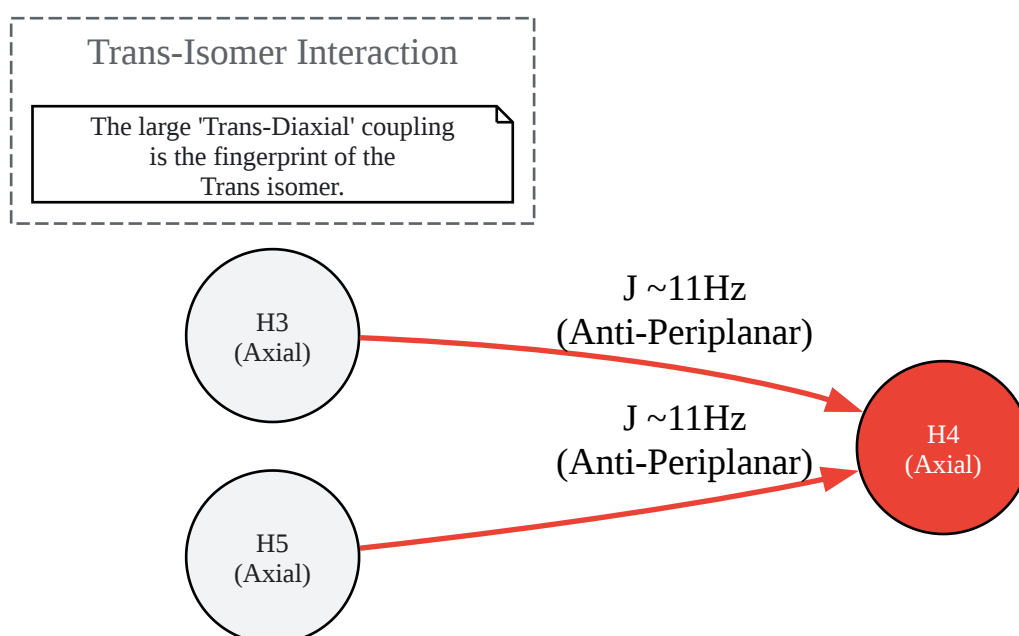 Trans-Isomer Interaction
The large 'Trans-Diaxial' coupling
is the fingerprint of the
Trans isomer.
H3
(Axial)
J ~11Hz
(Anti-Periplanar)
J ~11Hz
(Anti-Periplanar)
H4
(Axial)
H5
(Axial)